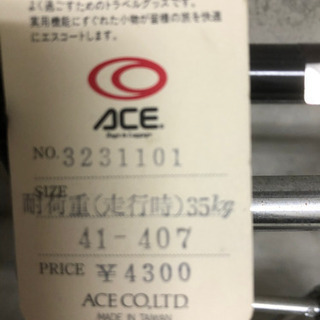 よく過ごすためのトラベルグッズです。
実用機能にすぐれた小物が皆様の旅を快適
にエスコートします。
ACE.
Bags & Luggage
NO. 3231101
SIZE
耐荷重(走行時)35kg
41-407
PRICE ¥4300
ACE CO.,LTD.
MADE IN TAIWAN